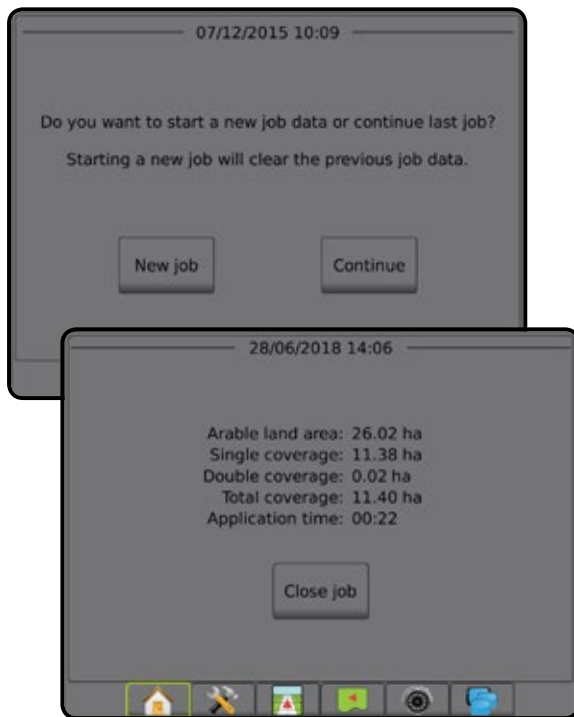 07/12/2015 10:09
Do you want to start a new job data or continue last job?
Starting a new job will clear the previous job data.
New job Continue
28/06/2018 14:06
Arable land area: 26.02 ha
Single coverage: 11.38 ha
Double coverage: 0.02 ha
Total coverage: 11.40 ha
Application time: 00:22
Close job